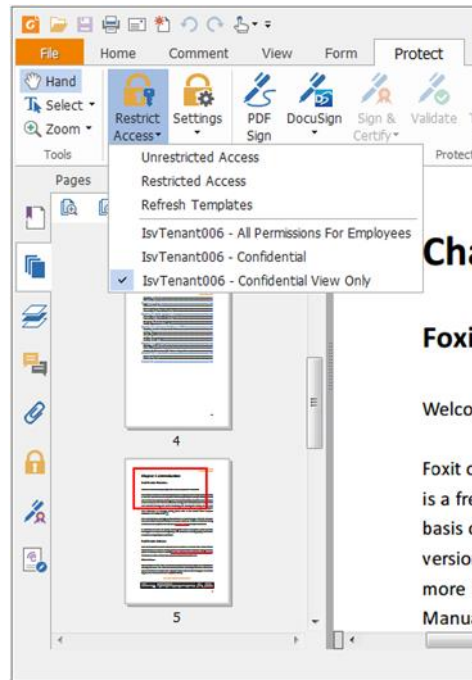 File Home Comment View Form Protect
Hand
Select
Zoom
Tools
Restrict Access
Settings
PDF Sign
DocuSign
Sign & Certify
Validate
Protec
Unrestricted Access
Restricted Access
Refresh Templates
IsvTenant006 - All Permissions For Employees
IsvTenant006 - Confidential
IsvTenant006 - Confidential View Only
Pages
4
5
Cha
Foxi
Welco
Foxit
is a fre
basis
versio
more
Manua